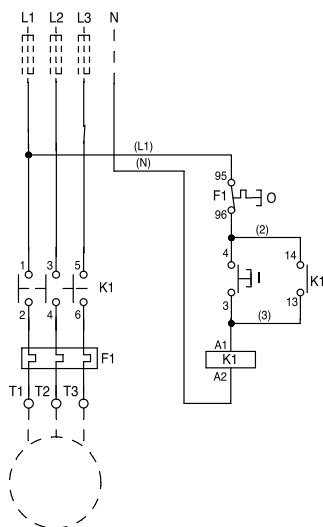 L1 L2 L3 N
(L1)
(N)
95
F1 O
96
(2)
1 3 5 4 I 14 K1
K1
2 4 6 3 13
(3)
F1 A1
K1
T1 T2 T3 A2